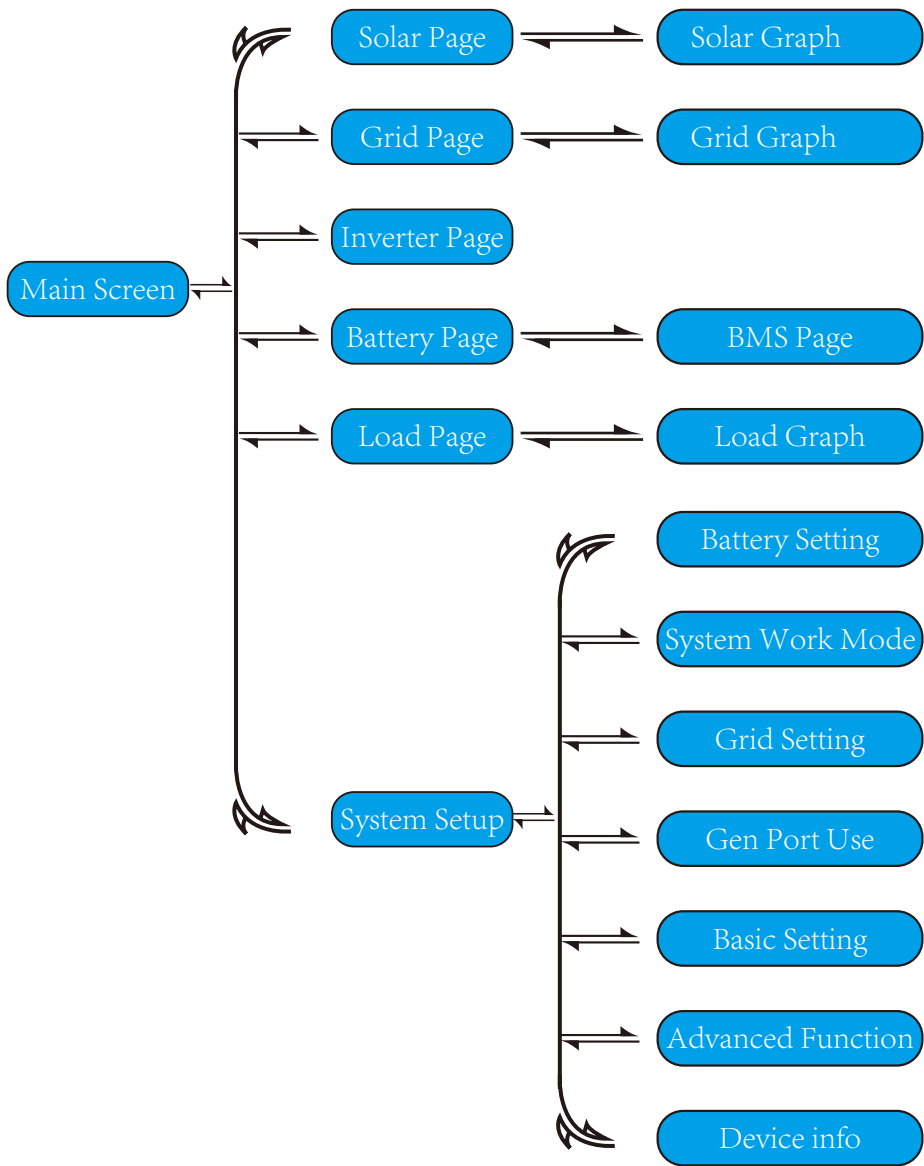 Solar Page
Solar Graph
Grid Page
Grid Graph
Inverter Page
Main Screen
Battery Page
BMS Page
Load Page
Load Graph
Battery Setting
System Work Mode
Grid Setting
System Setup
Gen Port Use
Basic Setting
Advanced Function
Device info